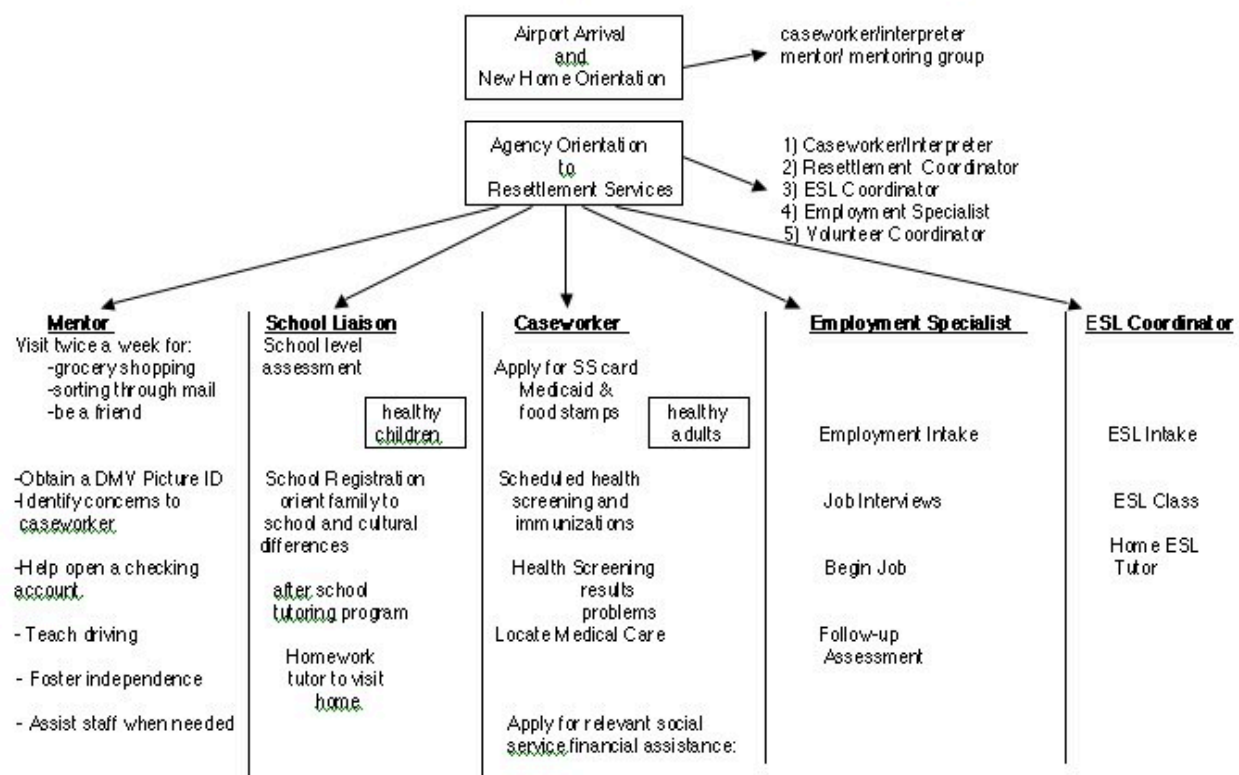 Airport Arrival
and
New Home Orientation
caseworker/interpreter
mentor/ mentoring group
Agency Orientation
to
Resettlement Services
1) Caseworker/Interpreter
2) Resettlement Coordinator
3) ESL Coordinator
4) Employment Specialist
5) Volunteer Coordinator
Mentor
Visit twice a week for:
-grocery shopping
-sorting through mail
-be a friend
-Obtain a DMV Picture ID
-Identify concerns to
caseworker
-Help open a checking
account
- Teach driving
- Foster independence
- Assist staff when needed
School Liaison
School level
assessment
healthy
children
School Registration
orient family to
school and cultural
differences
after school
tutoring program
Homework
tutor to visit
home
Caseworker
Apply for SS card
Medicaid &
food stamps
healthy
adults
Scheduled health
screening and
immunizations
Health Screening
results
problems
Locate Medical Care
Apply for relevant social
service financial assistance:
Employment Specialist
Employment Intake
Job Interviews
Begin Job
Follow-up
Assessment
ESL Coordinator
ESL Intake
ESL Class
Home ESL
Tutor